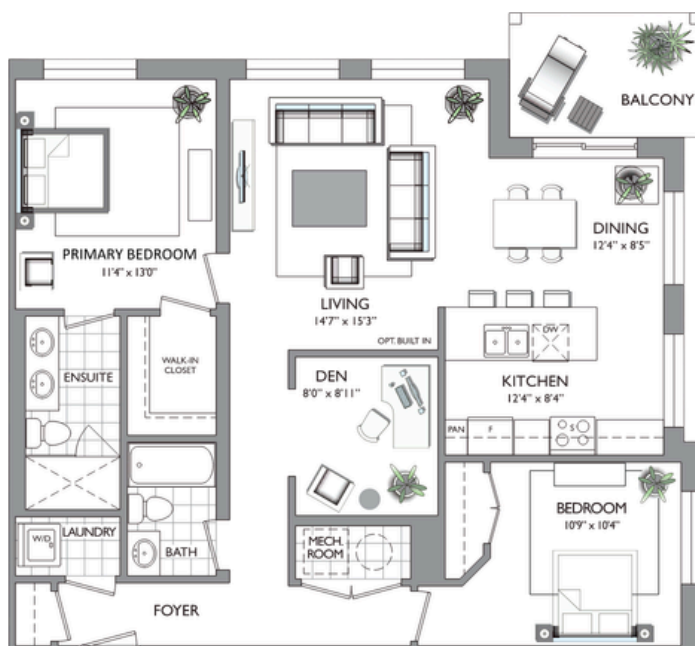 BALCONY
PRIMARY BEDROOM
11'4" x 13'0"
DINING
12'4" x 8'5"
LIVING
14'7" x 15'3"
OPT. BUILT IN
DW
WALK-IN
CLOSET
ENSUITE
DEN
8'0" x 8'11"
KITCHEN
12'4" x 8'4"
PAN
F
S
BEDROOM
10'9" x 10'4"
LAUNDRY
W/D
BATH
MECH.
ROOM
FOYER